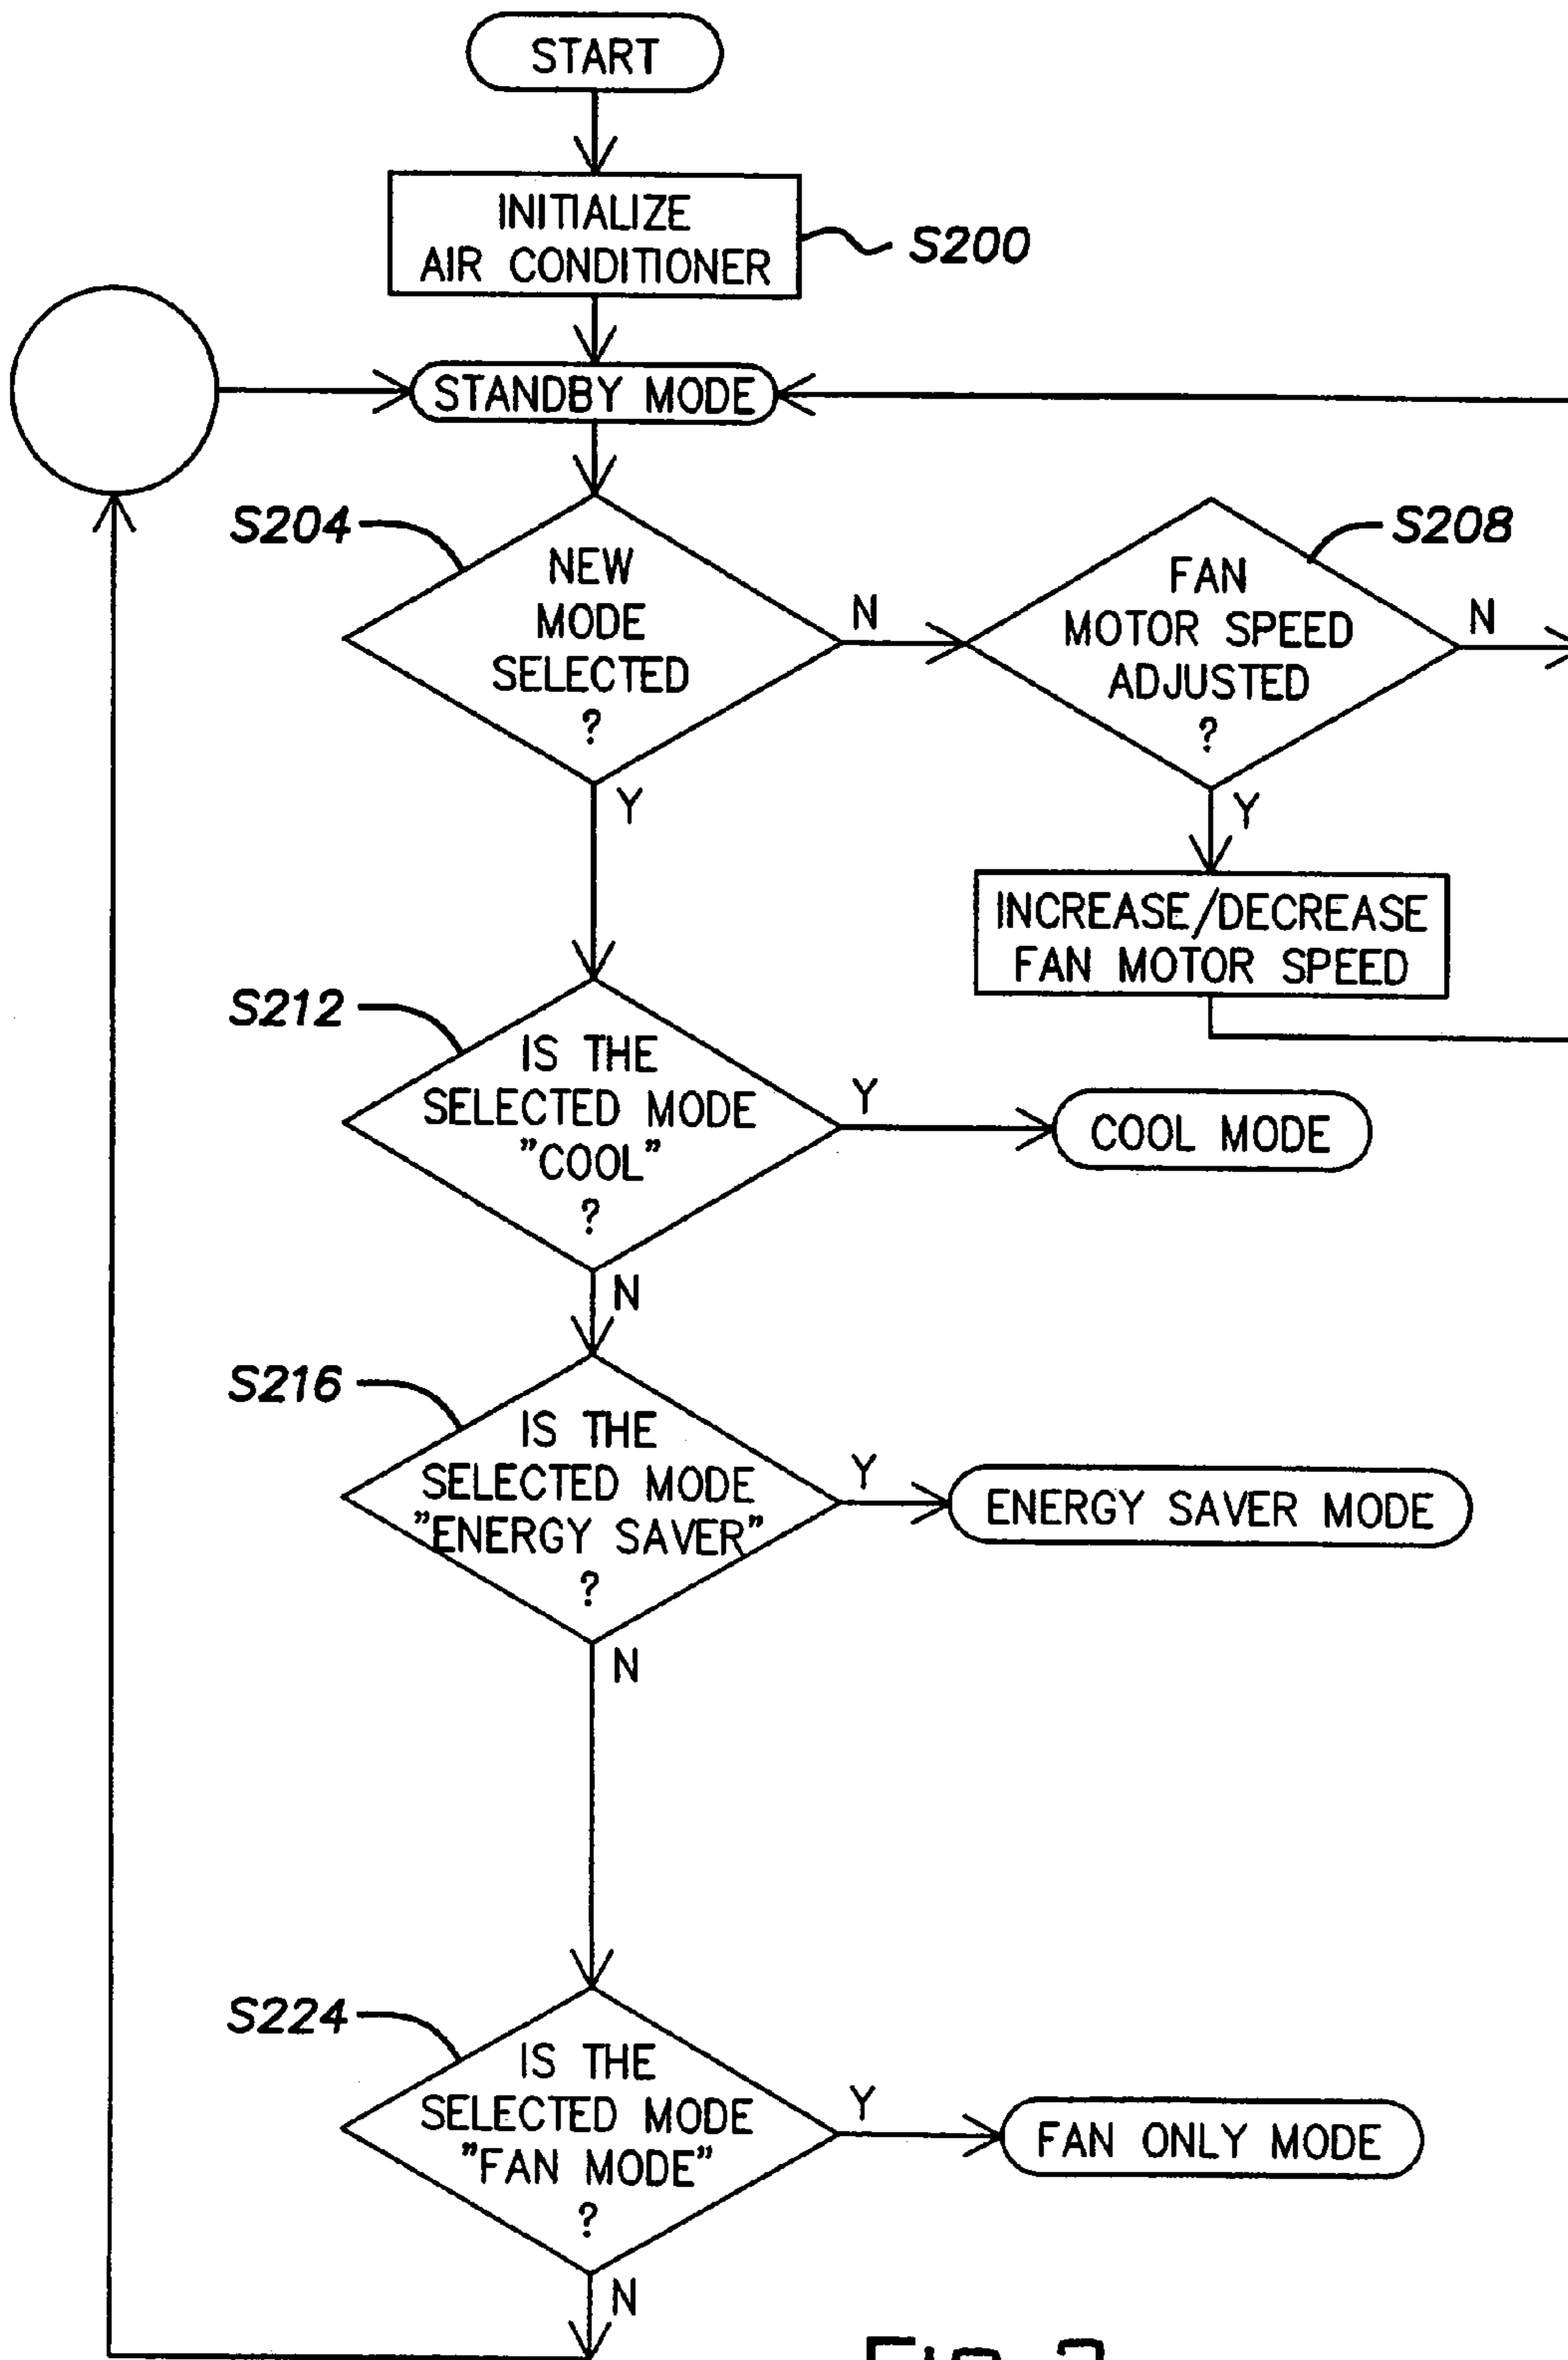 START
INITIALIZE
AIR CONDITIONER
S200
STANDBY MODE
S204
NEW
MODE
SELECTED
?
N
Y
S208
FAN
MOTOR SPEED
ADJUSTED
?
N
Y
INCREASE/DECREASE
FAN MOTOR SPEED
S212
IS THE
SELECTED MODE
"COOL"
?
Y
COOL MODE
N
S216
IS THE
SELECTED MODE
"ENERGY SAVER"
?
Y
ENERGY SAVER MODE
N
S224
IS THE
SELECTED MODE
"FAN MODE"
?
Y
FAN ONLY MODE
N